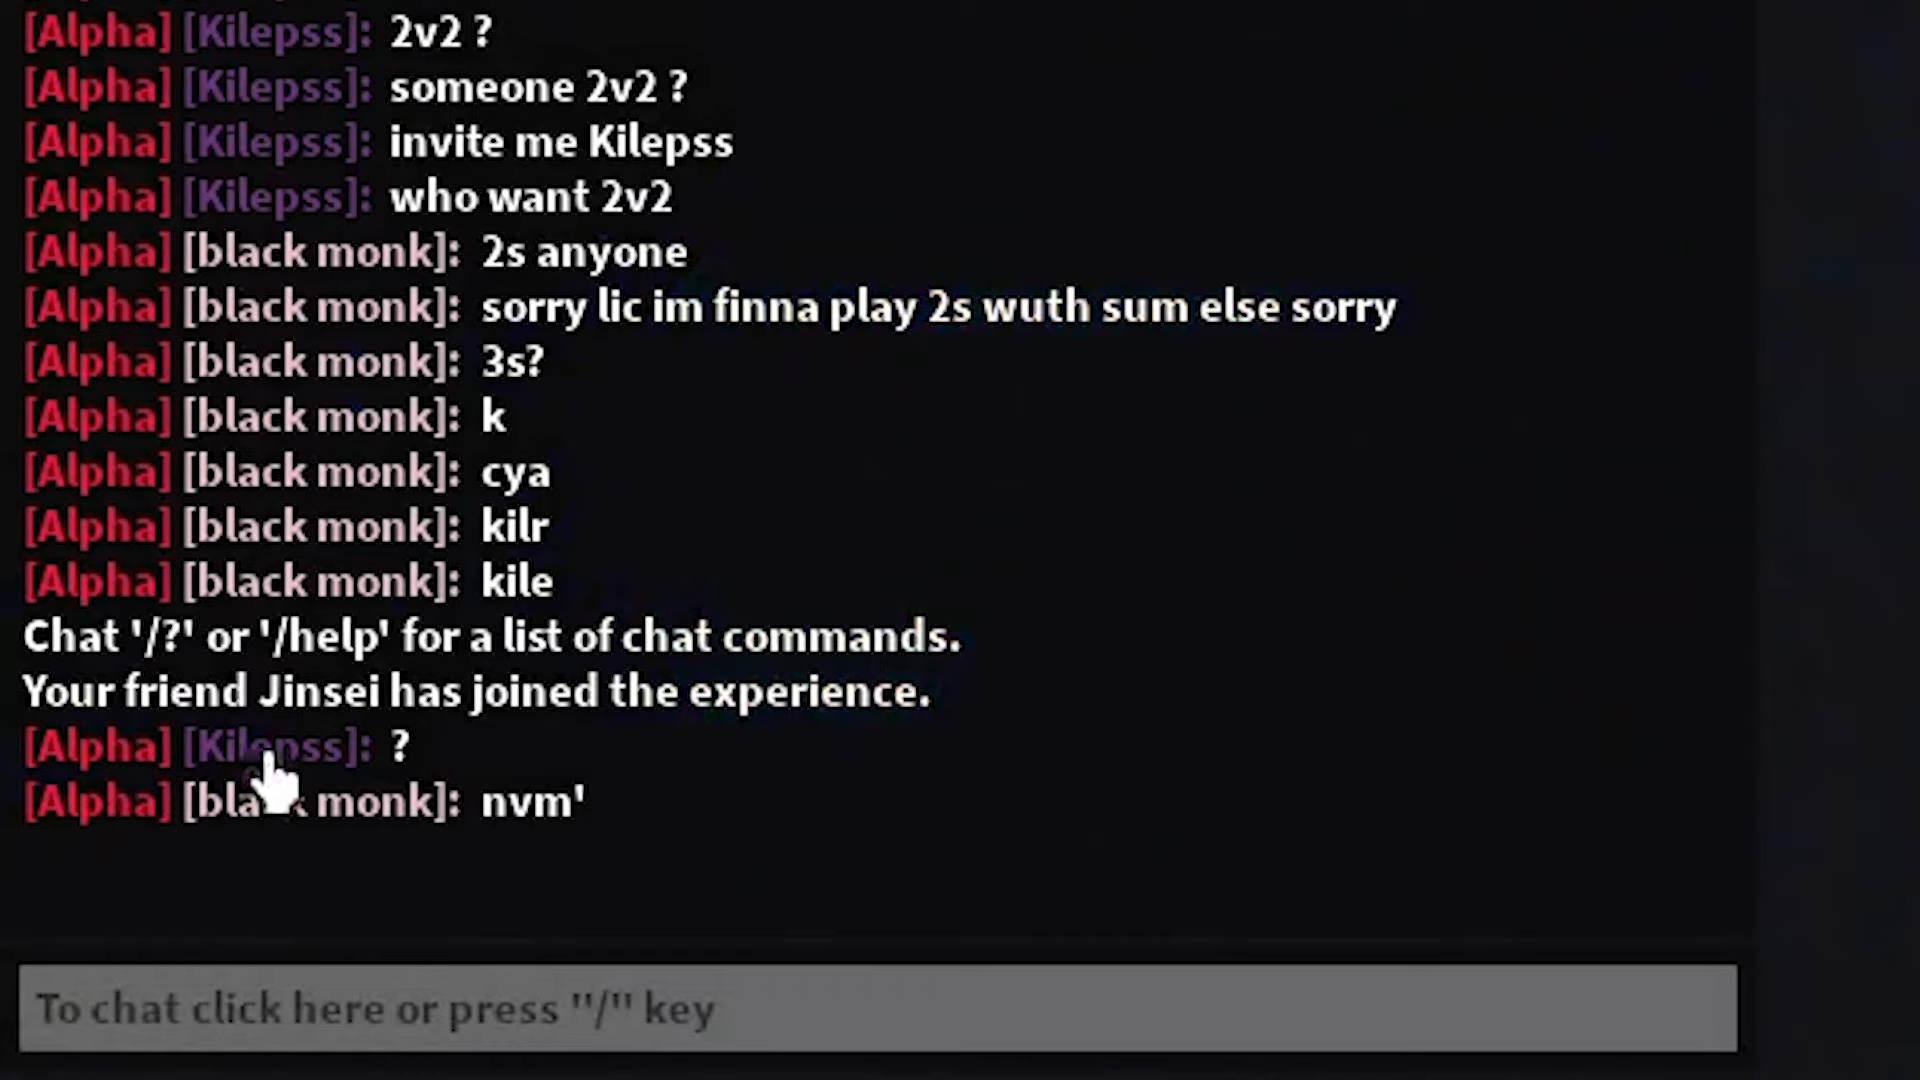 [Alpha] [Kilepss]: 2v2 ?
[Alpha] [Kilepss]: someone 2v2 ?
[Alpha] [Kilepss]: invite me Kilepss
[Alpha] [Kilepss]: who want 2v2
[Alpha] [black monk]: 2s anyone
[Alpha] [black monk]: sorry lic im finna play 2s wuth sum else sorry
[Alpha] [black monk]: 3s?
[Alpha] [black monk]: k
[Alpha] [black monk]: cya
[Alpha] [black monk]: kilr
[Alpha] [black monk]: kile
Chat '/?' or '/help' for a list of chat commands.
Your friend Jinsei has joined the experience.
[Alpha] [Kilepss]: ?
[Alpha] [black monk]: nvm'
To chat click here or press "/" key